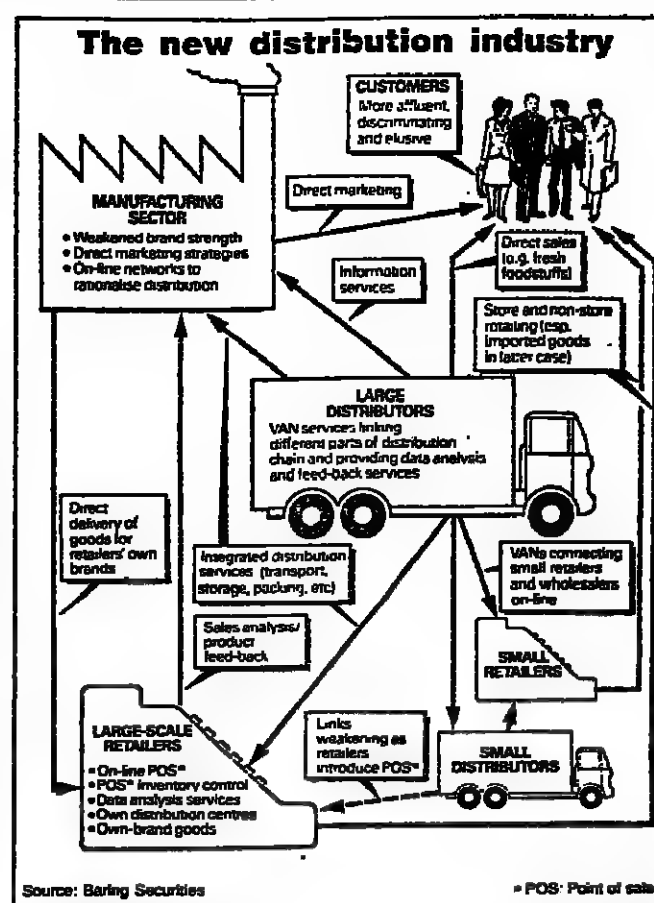 The new distribution industry
CUSTOMERS
More affluent,
discriminating
and elusive
MANUFACTURING
SECTOR
• Weakened brand strength
• Direct marketing strategies
• On-line networks to
rationalise distribution
Direct marketing
Information
services
Direct sales
(e.g. fresh
foodstuffs)
Store and non-store
retailing (esp.
imported goods
in latter case)
LARGE
DISTRIBUTORS
VAN services linking
different parts of distribution
chain and providing data analysis
and feed-back services
Direct
delivery of
goods for
retailers' own
brands
Integrated distribution
services (transport,
storage, packing, etc)
VANs connecting
small retailers
and wholesalers
on-line
Sales analysis/
product
feed-back
SMALL
RETAILERS
LARGE-SCALE
RETAILERS
• On-line POS*
• POS* inventory control
• Data analysis services
• Own distribution centres
• Own-brand goods
Links
weakening as
retailers
introduce POS*
SMALL
DISTRIBUTORS
Source: Baring Securities
* POS: Point of sale